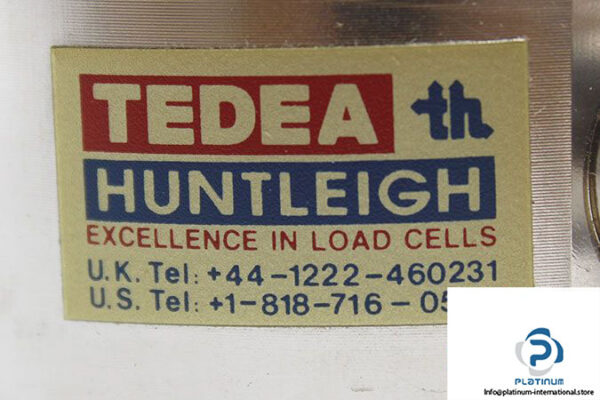 TEDEA th
HUNTLEIGH
EXCELLENCE IN LOAD CELLS
U.K. Tel: +44-1222-460231
U.S. Tel: +1-818-716-05
PLATINUM
Info@platinum-international.store